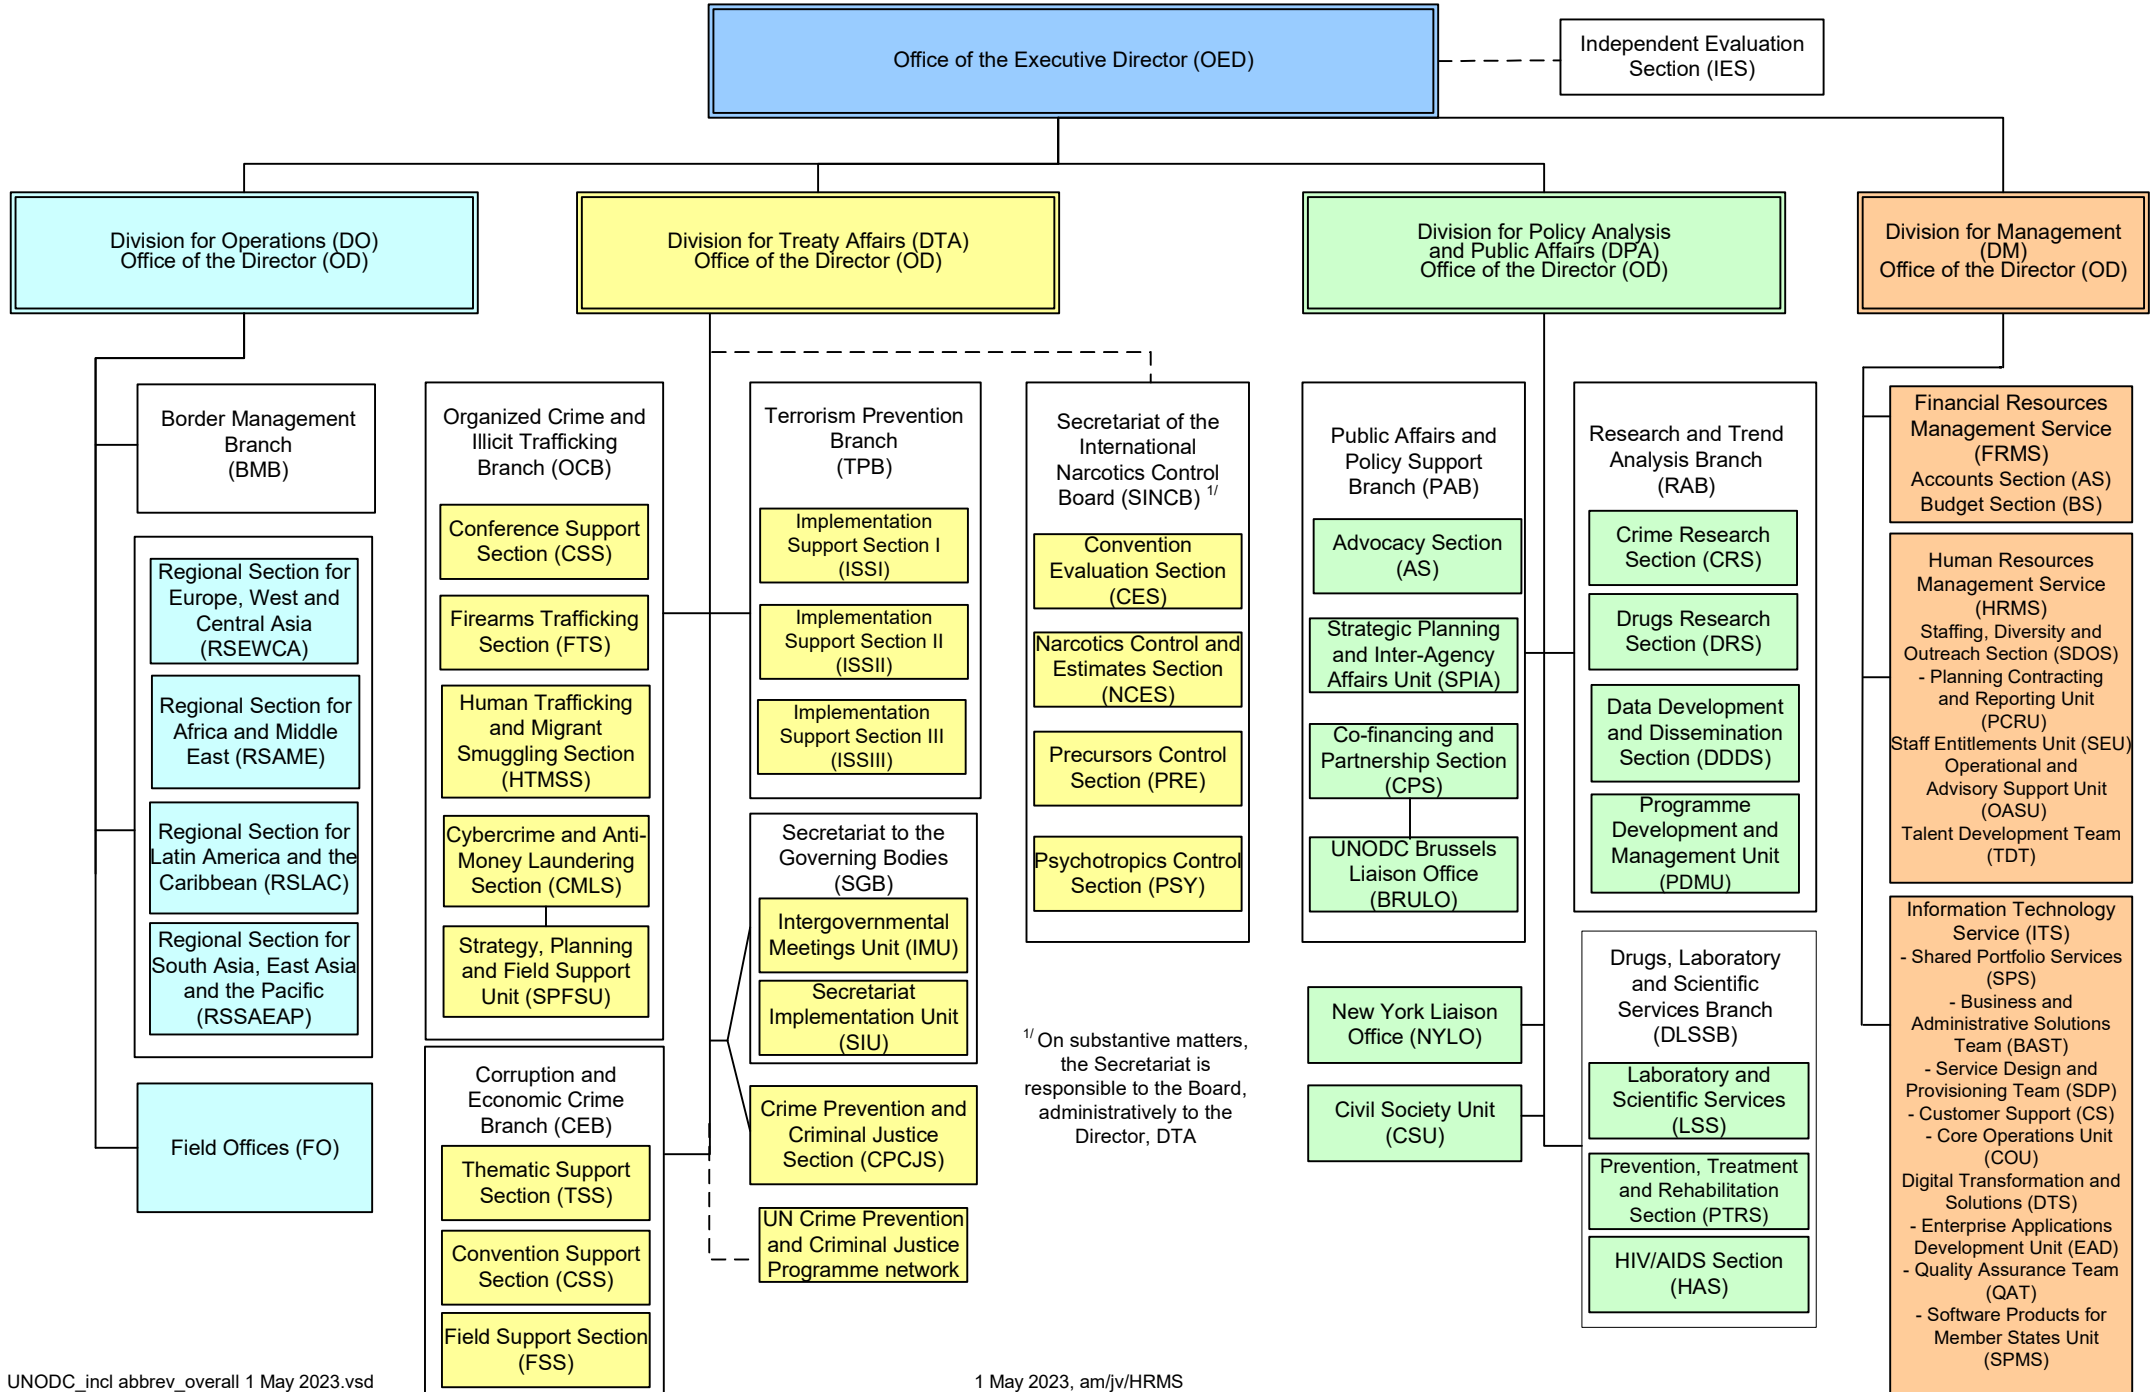 Office of the Executive Director (OED)
Independent Evaluation
Section (IES)
Division for Operations (DO)
Office of the Director (OD)
Division for Treaty Affairs (DTA)
Office of the Director (OD)
Division for Policy Analysis
and Public Affairs (DPA)
Office of the Director (OD)
Division for Management
(DM)
Office of the Director (OD)
Border Management
Branch
(BMB)
Regional Section for
Europe, West and
Central Asia
(RSEWCA)
Regional Section for
Africa and Middle
East (RSAME)
Regional Section for
Latin America and the
Caribbean (RSLAC)
Regional Section for
South Asia, East Asia
and the Pacific
(RSSAEAP)
Field Offices (FO)
Organized Crime and
Illicit Trafficking
Branch (OCB)
Conference Support
Section (CSS)
Firearms Trafficking
Section (FTS)
Human Trafficking
and Migrant
Smuggling Section
(HTMSS)
Cybercrime and Anti-
Money Laundering
Section (CMLS)
Strategy, Planning
and Field Support
Unit (SPFSU)
Corruption and
Economic Crime
Branch (CEB)
Thematic Support
Section (TSS)
Convention Support
Section (CSS)
Field Support Section
(FSS)
Terrorism Prevention
Branch
(TPB)
Implementation
Support Section I
(ISSI)
Implementation
Support Section II
(ISSII)
Implementation
Support Section III
(ISSIII)
Secretariat to the
Governing Bodies
(SGB)
Intergovernmental
Meetings Unit (IMU)
Secretariat
Implementation Unit
(SIU)
Crime Prevention and
Criminal Justice
Section (CPCJS)
UN Crime Prevention
and Criminal Justice
Programme network
Secretariat of the
International
Narcotics Control
Board (SINCB) 1/
Convention
Evaluation Section
(CES)
Narcotics Control and
Estimates Section
(NCES)
Precursors Control
Section (PRE)
Psychotropics Control
Section (PSY)
1/ On substantive matters,
the Secretariat is
responsible to the Board,
administratively to the
Director, DTA
Public Affairs and
Policy Support
Branch (PAB)
Advocacy Section
(AS)
Strategic Planning
and Inter-Agency
Affairs Unit (SPIA)
Co-financing and
Partnership Section
(CPS)
UNODC Brussels
Liaison Office
(BRULO)
New York Liaison
Office (NYLO)
Civil Society Unit
(CSU)
Research and Trend
Analysis Branch
(RAB)
Crime Research
Section (CRS)
Drugs Research
Section (DRS)
Data Development
and Dissemination
Section (DDDS)
Programme
Development and
Management Unit
(PDMU)
Drugs, Laboratory
and Scientific
Services Branch
(DLSSB)
Laboratory and
Scientific Services
(LSS)
Prevention, Treatment
and Rehabilitation
Section (PTRS)
HIV/AIDS Section
(HAS)
Financial Resources
Management Service
(FRMS)
Accounts Section (AS)
Budget Section (BS)
Human Resources
Management Service
(HRMS)
Staffing, Diversity and
Outreach Section (SDOS)
- Planning Contracting
and Reporting Unit
(PCRU)
Staff Entitlements Unit (SEU)
Operational and
Advisory Support Unit
(OASU)
Talent Development Team
(TDT)
Information Technology
Service (ITS)
- Shared Portfolio Services
(SPS)
- Business and
Administrative Solutions
Team (BAST)
- Service Design and
Provisioning Team (SDP)
- Customer Support (CS)
- Core Operations Unit
(COU)
Digital Transformation and
Solutions (DTS)
- Enterprise Applications
Development Unit (EAD)
- Quality Assurance Team
(QAT)
- Software Products for
Member States Unit
(SPMS)
UNODC_incl abbrev_overall 1 May 2023.vsd
1 May 2023, am/jv/HRMS